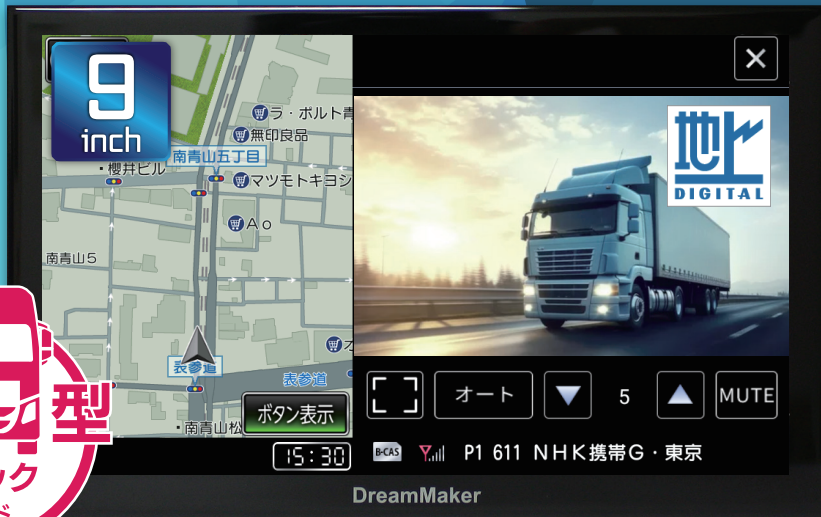 9
inch
ラ・ポルト青
無印良品
南青山五丁目
・櫻井ビル
マツモトキヨシ
Ao
南青山5
表参道
表参道
・南青山松
ボタン表示
15:30
地上
DIGITAL
オート
5
MUTE
B-CAS
P1 611 NHK携帯G・東京
DreamMaker
型
ック